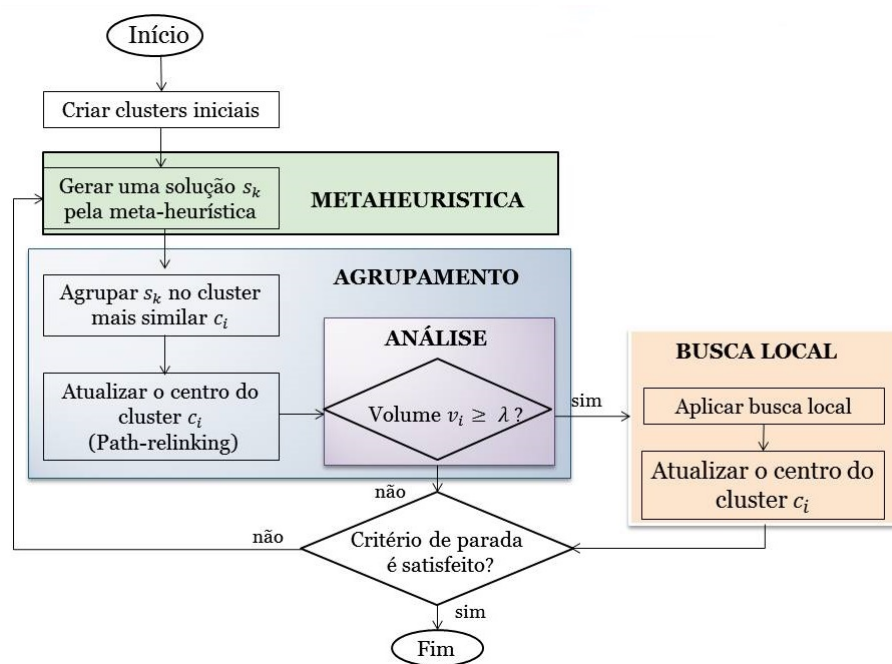 Início
Criar clusters iniciais
Gerar uma solução s_k
pela meta-heurística
METAHEURISTICA
AGRUPAMENTO
Agrupar s_k no cluster
mais similar c_i
Atualizar o centro do
cluster c_i
(Path-relinking)
ANÁLISE
Volume v_i ≥ λ ?
sim
BUSCA LOCAL
Aplicar busca local
Atualizar o centro do
cluster c_i
não
Critério de parada
é satisfeito?
não
sim
Fim